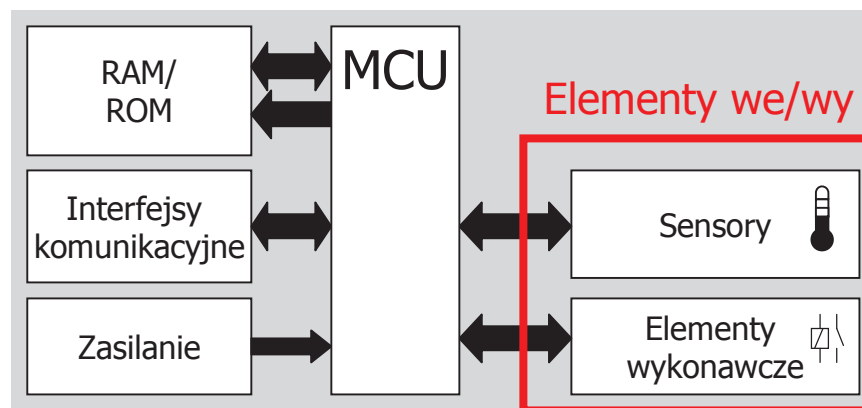 RAM/
ROM
MCU
Elementy we/wy
Interfejsy
komunikacyjne
Sensory
Zasilanie
Elementy
wykonawcze